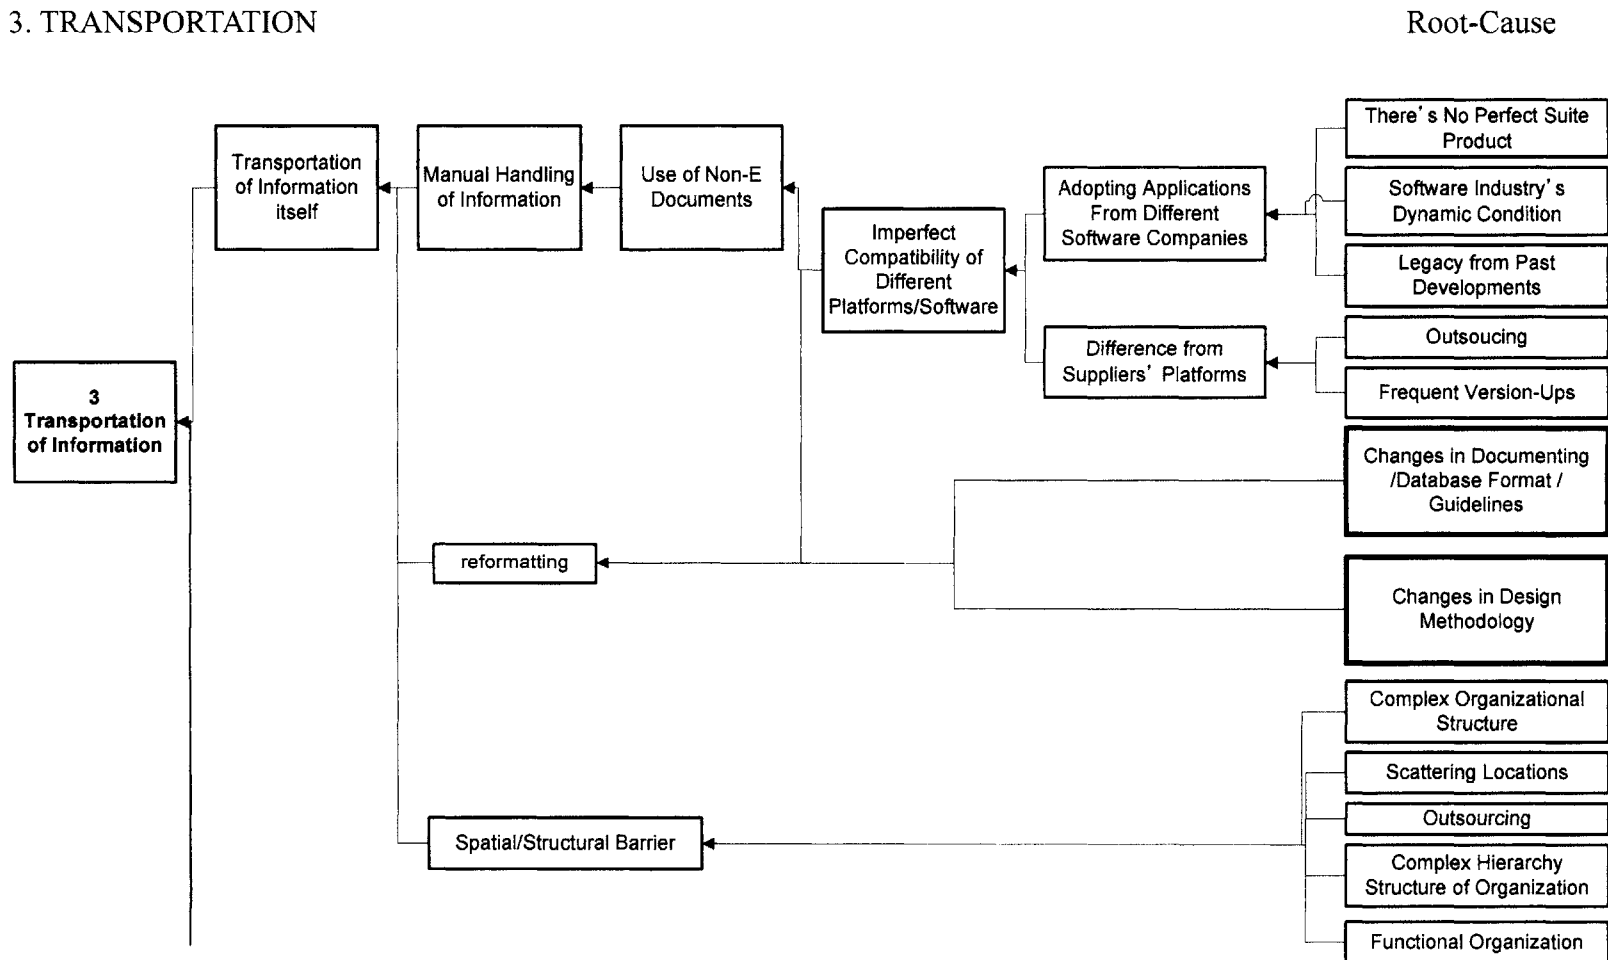 3. TRANSPORTATION
Root-Cause
Transportation
of Information
itself
Manual Handling
of Information
Use of Non-E
Documents
Imperfect
Compatibility of
Different
Platforms/Software
Adopting Applications
From Different
Software Companies
There's No Perfect Suite
Product
Software Industry's
Dynamic Condition
Legacy from Past
Developments
Difference from
Suppliers' Platforms
Outsoucing
Frequent Version-Ups
3
Transportation
of Information
Changes in Documenting
/Database Format /
Guidelines
reformatting
Changes in Design
Methodology
Complex Organizational
Structure
Scattering Locations
Outsourcing
Spatial/Structural Barrier
Complex Hierarchy
Structure of Organization
Functional Organization